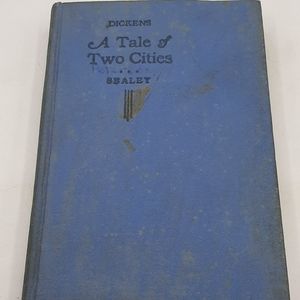 DICKENS
A Tale of
Two Cities
SEALEY